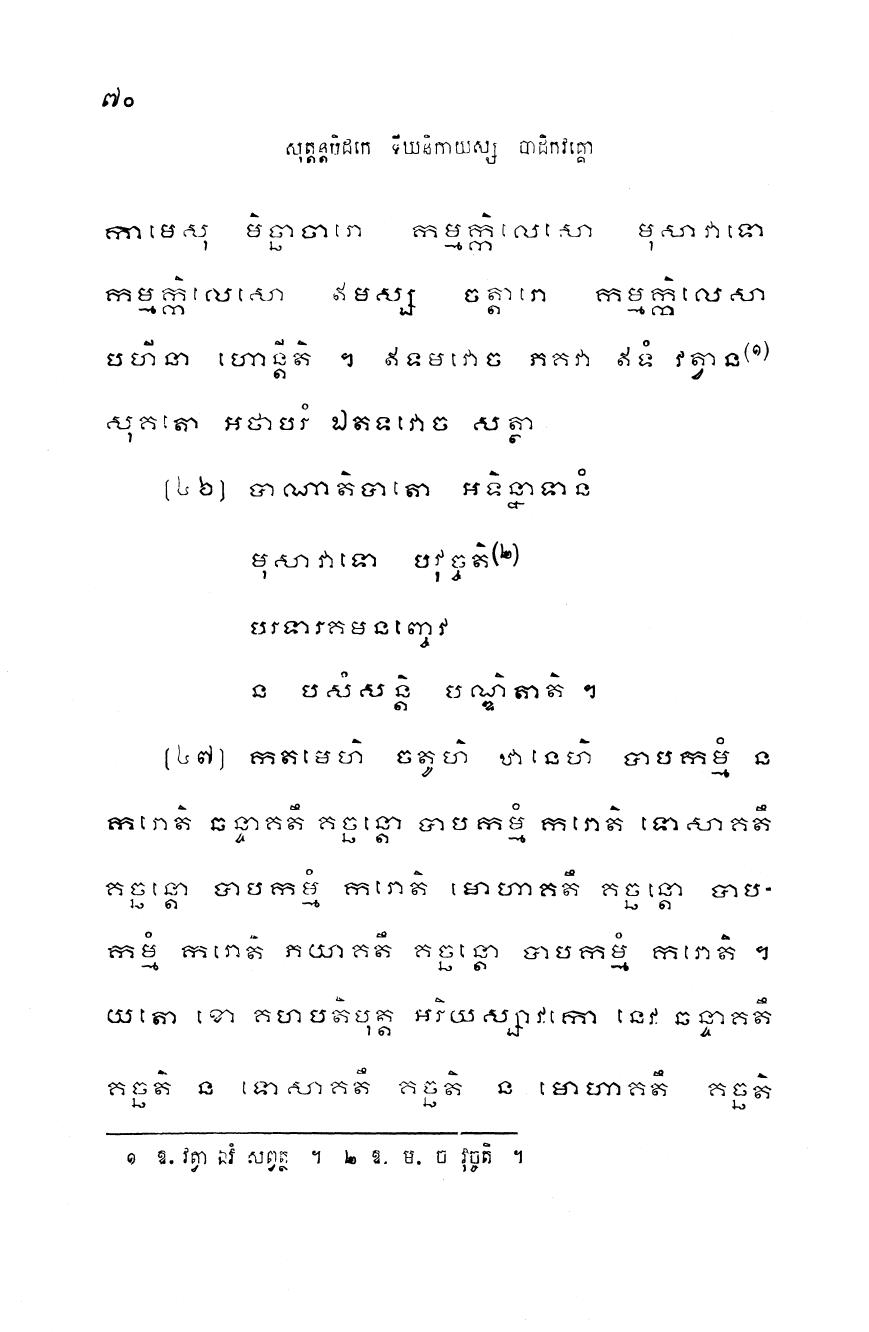 ៧០
សុត្តន្តបិដកេ ទីឃនិកាយស្ស បាដិកវគ្គោ
កាមេសុ មិច្ឆាចារោ កម្មក្កិលេសោ មុសាវាទោ
កម្មក្កិលេសោ ឥមស្ស ចត្តារោ កម្មក្កិលេសា
បហីនា ហោន្តីតិ ។ ឥទមវោច ភគវា ឥទំ វត្វាន(១)
សុគតោ អថាបរំ ឯតទវោច សត្ថា
[៤៦] បាណាតិបាតោ អទិន្នាទានំ
មុសាវាទោ បវុច្ចតិ(២)
បរទារគមនញ្ចេវ
ន បសំសន្តិ បណ្ឌិតាតិ ។
[៤៧] កតមេហិ ចតូហិ ឋានេហិ បាបកម្មំ ន
ករោតិ ឆន្ទាគតឹ គច្ឆន្តោ បាបកម្មំ ករោតិ ទោសាគតឹ
គច្ឆន្តោ បាបកម្មំ ករោតិ មោហាគតឹ គច្ឆន្តោ បាប-
កម្មំ ករោតិ ភយាគតឹ គច្ឆន្តោ បាបកម្មំ ករោតិ ។
យតោ ខោ គហបតិបុត្ត អរិយស្សាវកោ នេវ ឆន្ទាគតឹ
គច្ឆតិ ន ទោសាគតឹ គច្ឆតិ ន មោហាគតឹ គច្ឆតិ
១ ឱ. វត្វា ឯវំ សព្វត្ថ ។ ២ ឱ. ម. ច វុច្ចតិ ។